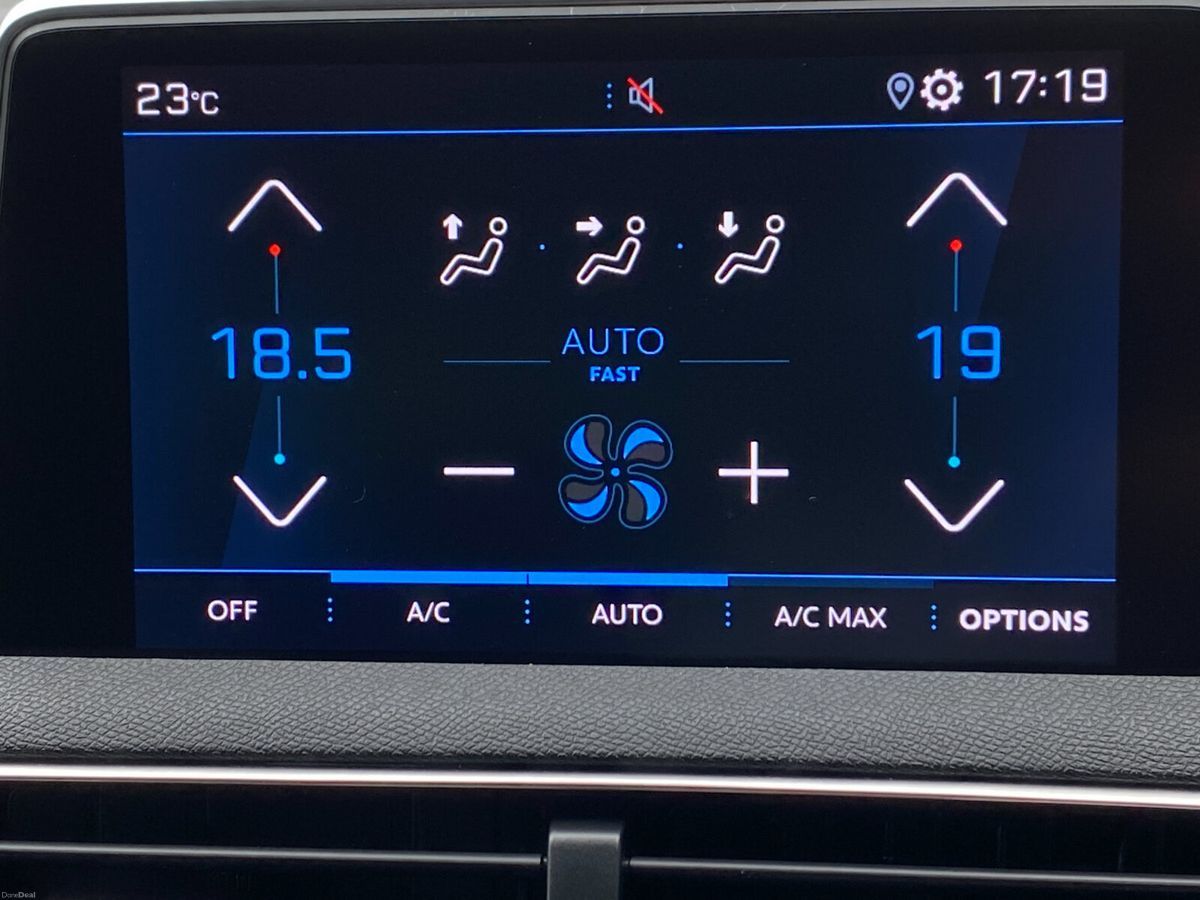 23°C 17:19
18.5 AUTO 19
FAST
OFF A/C AUTO A/C MAX OPTIONS
DoneDeal